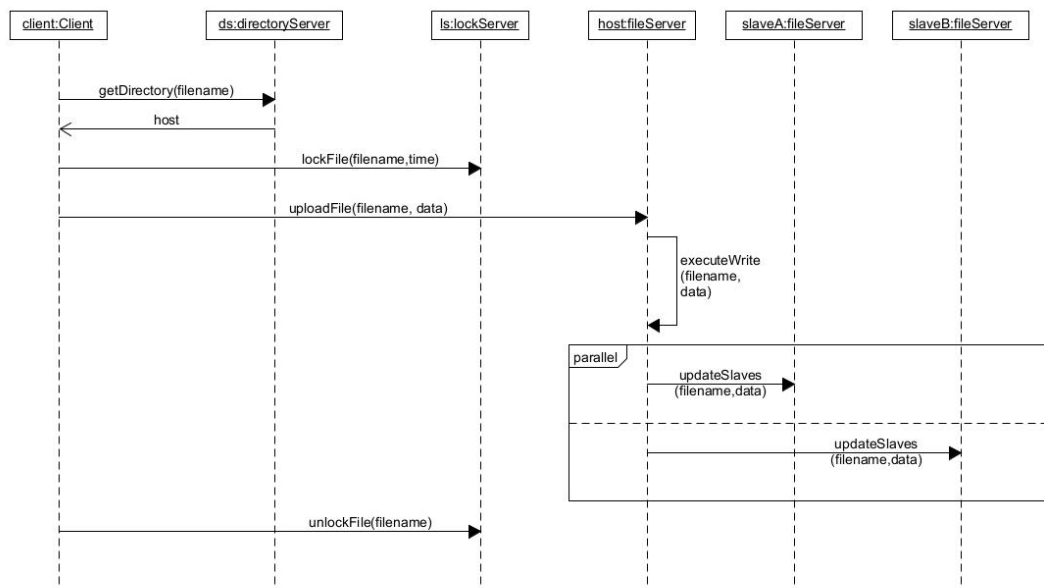 client:Client
ds:directoryServer
ls:lockServer
host:fileServer
slaveA:fileServer
slaveB:fileServer
getDirectory(filename)
host
lockFile(filename,time)
uploadFile(filename, data)
executeWrite
(filename,
data)
parallel
updateSlaves
(filename,data)
updateSlaves
(filename,data)
unlockFile(filename)